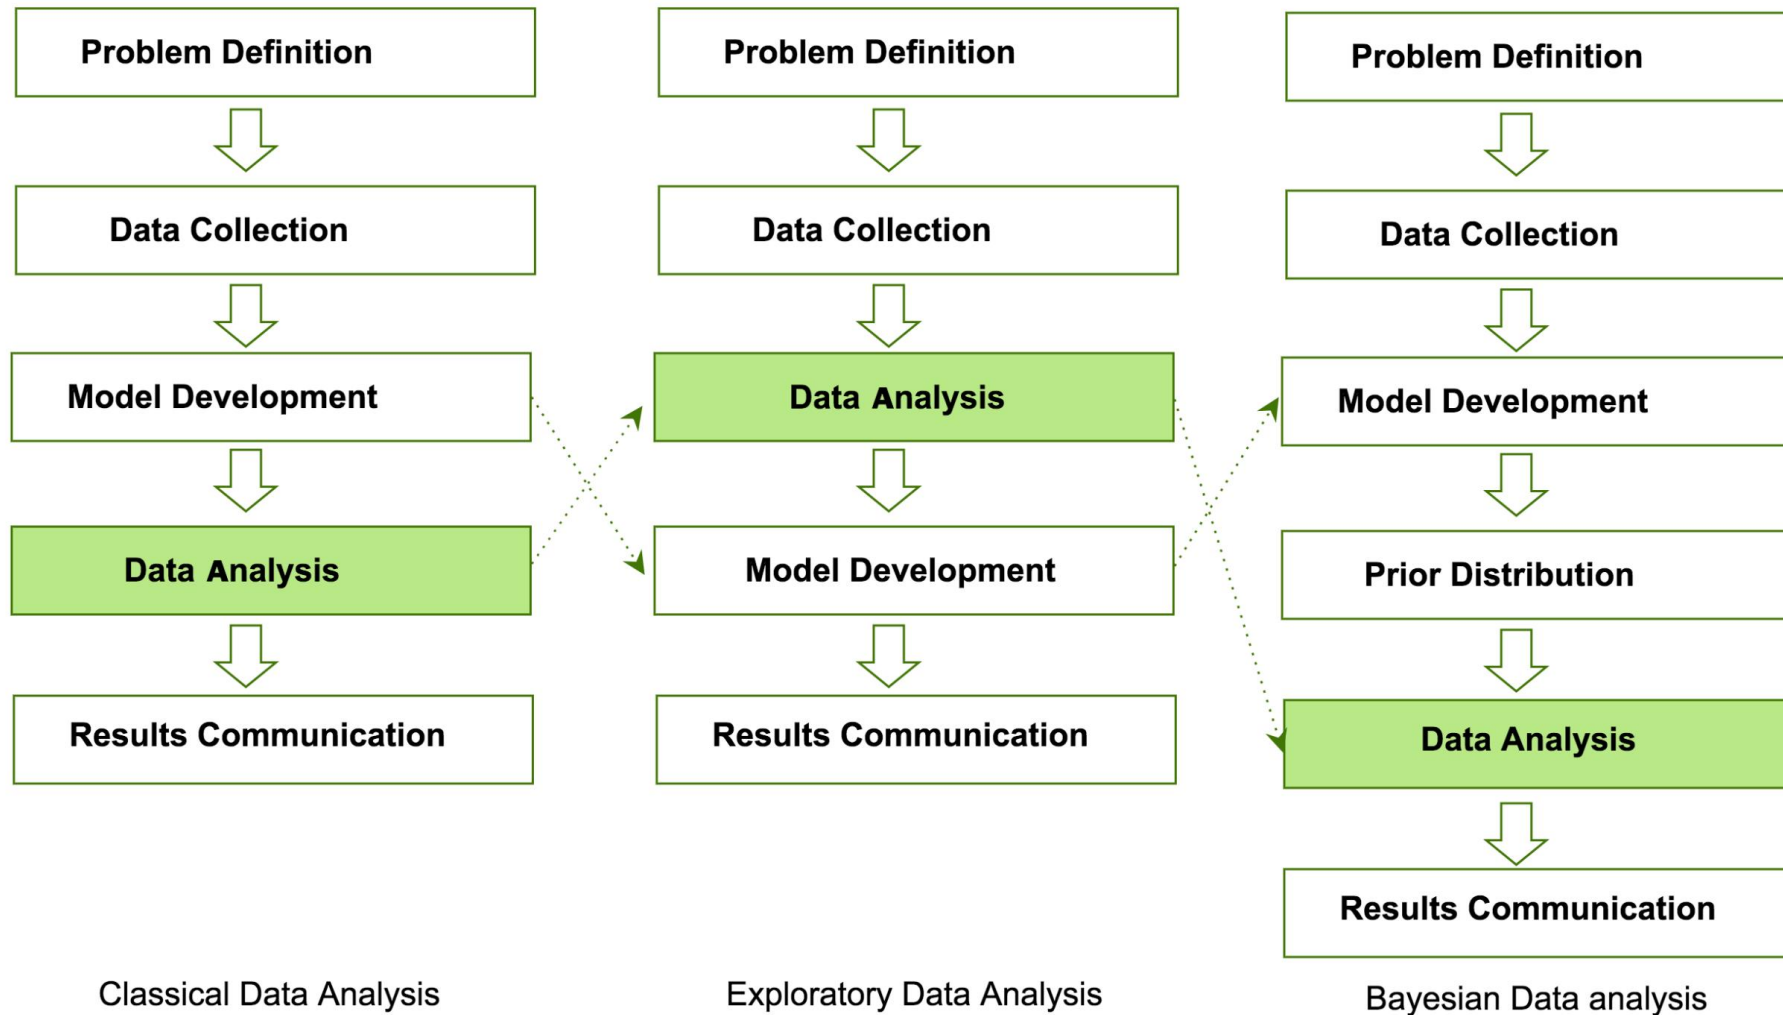 Problem Definition
Data Collection
Model Development
Data Analysis
Results Communication
Classical Data Analysis
Problem Definition
Data Collection
Data Analysis
Model Development
Results Communication
Exploratory Data Analysis
Problem Definition
Data Collection
Model Development
Prior Distribution
Data Analysis
Results Communication
Bayesian Data analysis